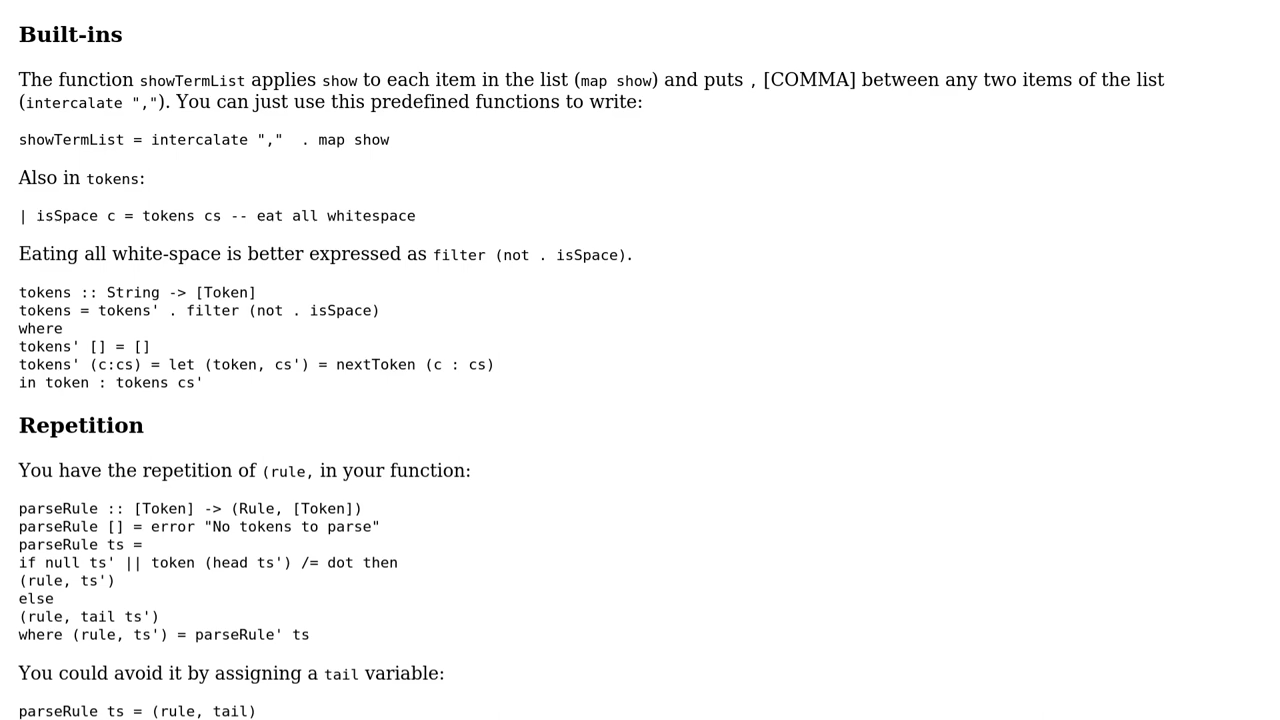 Built-ins
The function showTermList applies show to each item in the list (map show) and puts , [COMMA] between any two items of the list
(intercalate ","). You can just use this predefined functions to write:
showTermList = intercalate ","  . map show
Also in tokens:
| isSpace c = tokens cs -- eat all whitespace
Eating all white-space is better expressed as filter (not . isSpace).
tokens :: String -> [Token]
tokens = tokens' . filter (not . isSpace)
where
tokens' [] = []
tokens' (c:cs) = let (token, cs') = nextToken (c : cs)
in token : tokens cs'
Repetition
You have the repetition of (rule, in your function:
parseRule :: [Token] -> (Rule, [Token])
parseRule [] = error "No tokens to parse"
parseRule ts =
if null ts' || token (head ts') /= dot then
(rule, ts')
else
(rule, tail ts')
where (rule, ts') = parseRule' ts
You could avoid it by assigning a tail variable:
parseRule ts = (rule, tail)